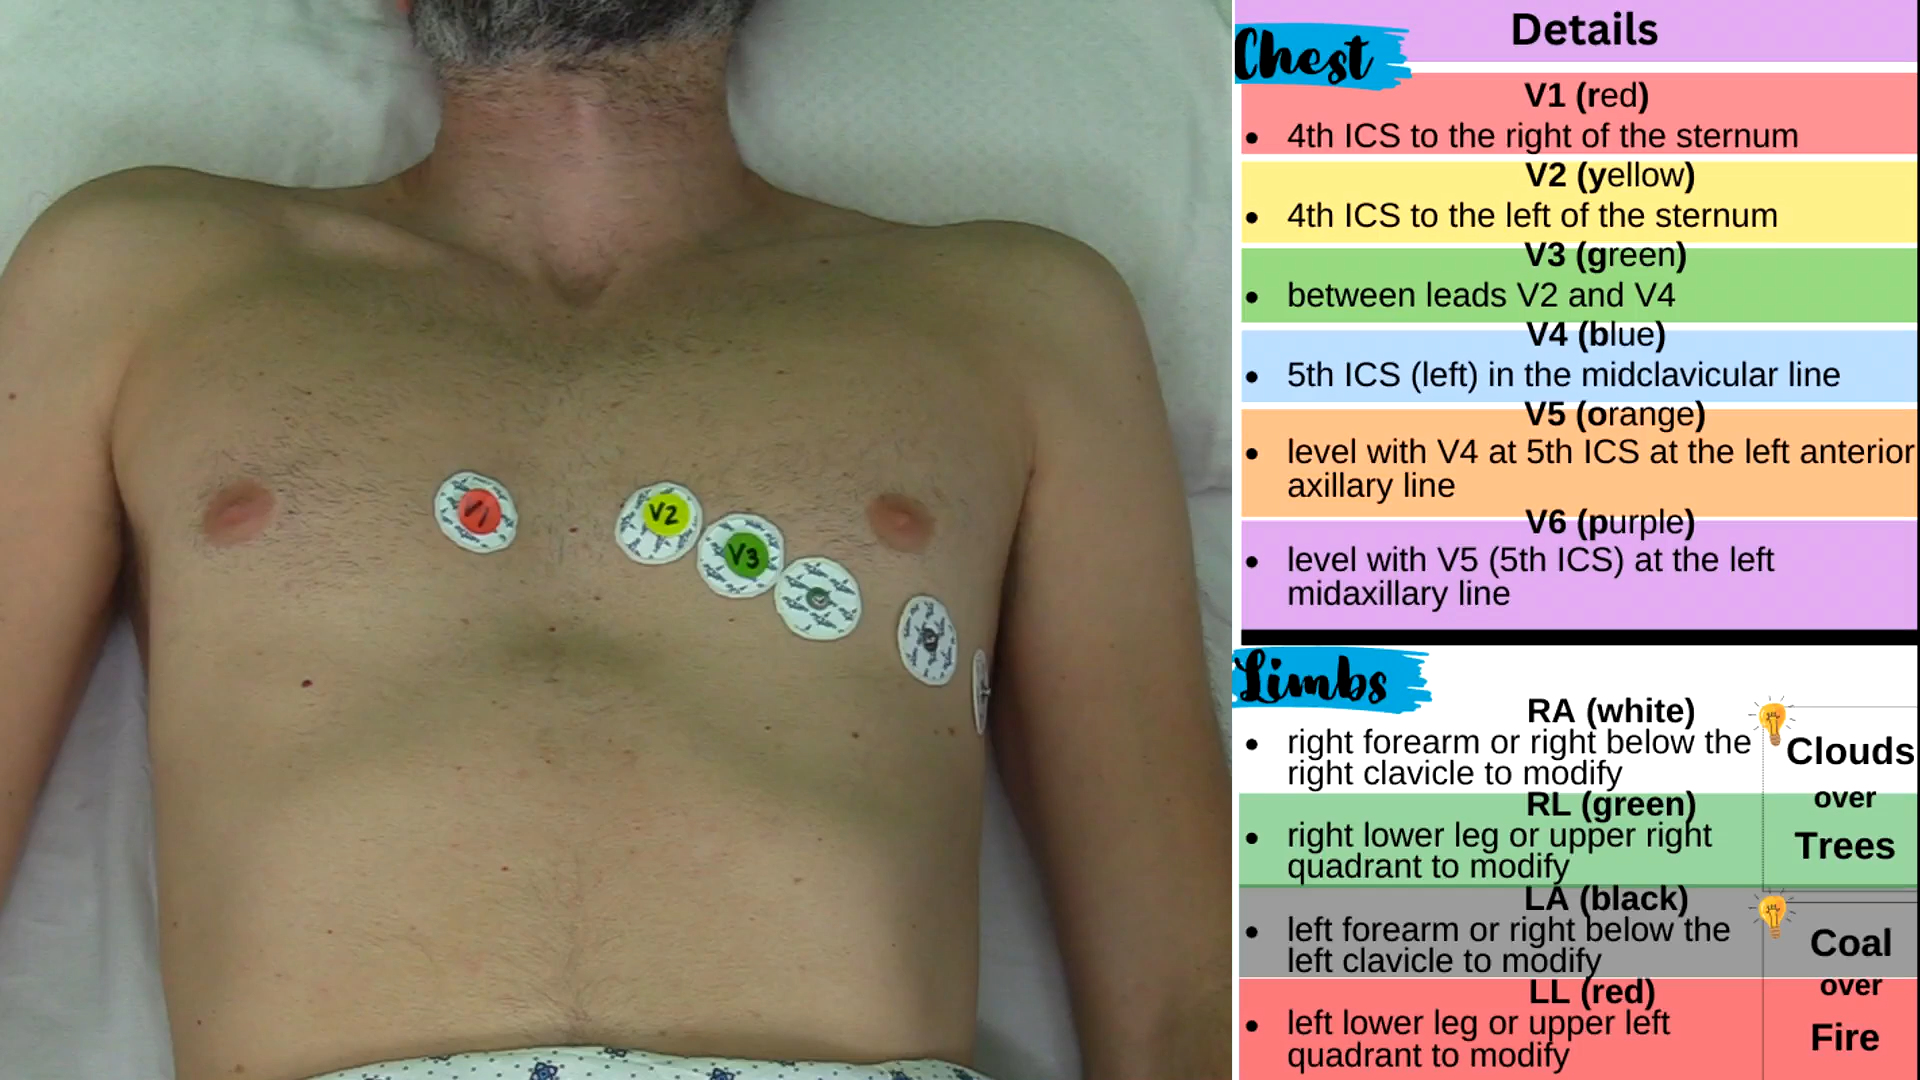 V1
V2
V3
Chest
Details
V1 (red)
• 4th ICS to the right of the sternum
V2 (yellow)
• 4th ICS to the left of the sternum
V3 (green)
• between leads V2 and V4
V4 (blue)
• 5th ICS (left) in the midclavicular line
V5 (orange)
• level with V4 at 5th ICS at the left anterior
axillary line
V6 (purple)
• level with V5 (5th ICS) at the left
midaxillary line
Limbs
RA (white)
• right forearm or right below the
right clavicle to modify
RL (green)
• right lower leg or upper right
quadrant to modify
Clouds
over
Trees
LA (black)
• left forearm or right below the
left clavicle to modify
LL (red)
• left lower leg or upper left
quadrant to modify
Coal
over
Fire